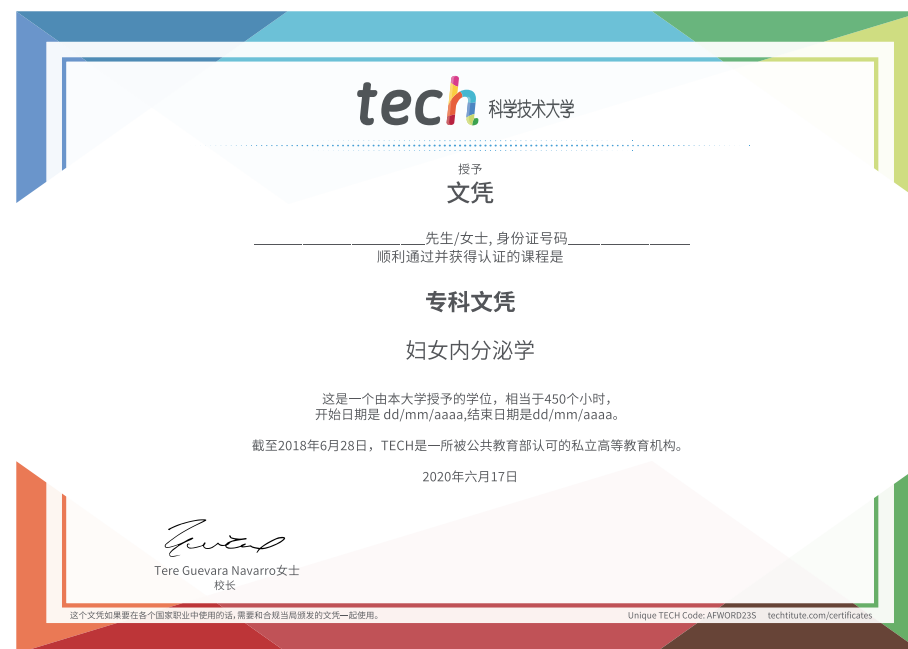 tech 科学技术大学
授予
文凭
先生/女士, 身份证号码
顺利通过并获得认证的课程是
专科文凭
妇女内分泌学
这是一个由本大学授予的学位，相当于450个小时，
开始日期是 dd/mm/aaaa,结束日期是dd/mm/aaaa。
截至2018年6月28日，TECH是一所被公共教育部认可的私立高等教育机构。
2020年六月17日
Tere Guevara Navarro女士
校长
这个文凭如果要在各个国家职业中使用的话,需要和合规当局颁发的文凭一起使用。
Unique TECH Code: AFWORD23S techtitute.com/certificates